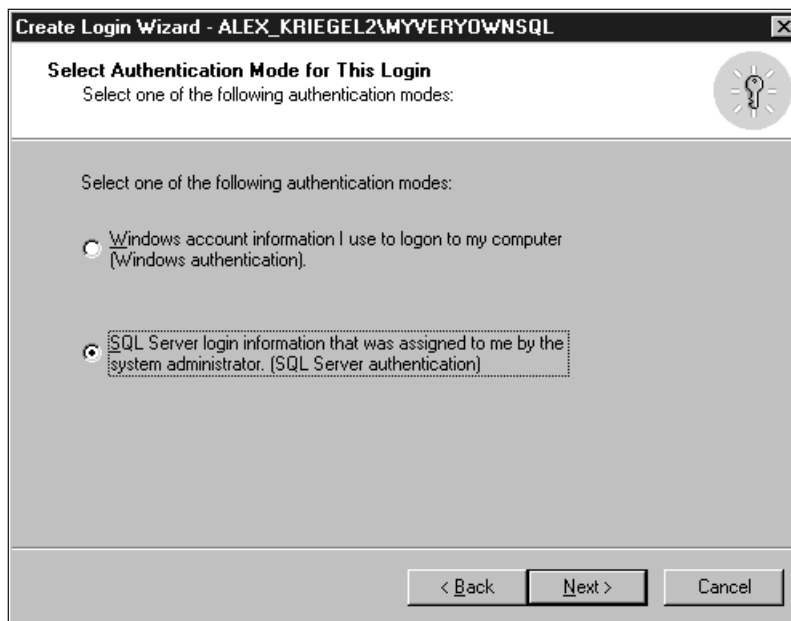 Create Login Wizard - ALEX_KRIEGEL2\MYVERYOWNSQL
Select Authentication Mode for This Login
Select one of the following authentication modes:
Select one of the following authentication modes:
Windows account information I use to logon to my computer
(Windows authentication).
SQL Server login information that was assigned to me by the
system administrator. (SQL Server authentication)
< Back Next > Cancel